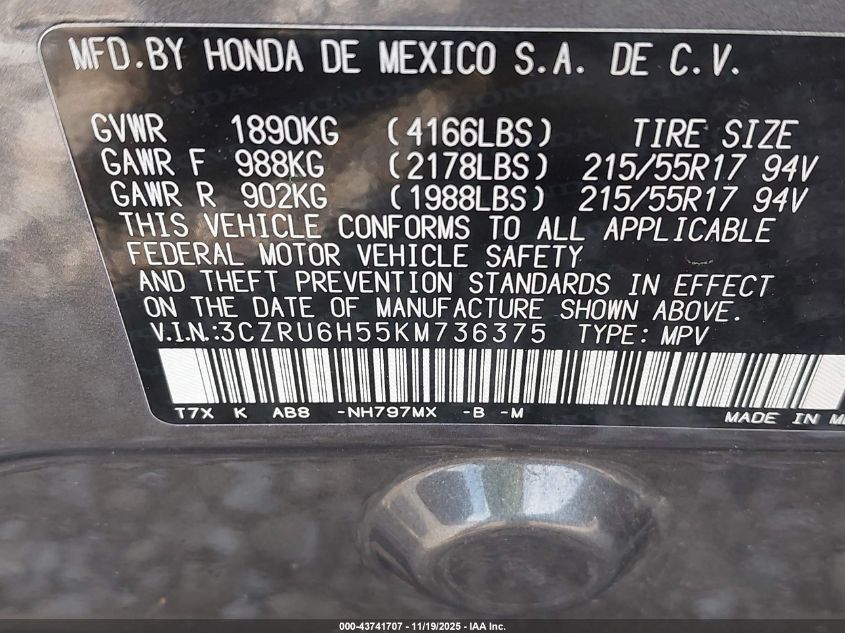 MFD.BY HONDA DE MEXICO S.A. DE C.V.
GVWR 1890KG (4166LBS) TIRE SIZE
GAWR F 988KG (2178LBS) 215/55R17 94V
GAWR R 902KG (1988LBS) 215/55R17 94V
THIS VEHICLE CONFORMS TO ALL APPLICABLE
FEDERAL MOTOR VEHICLE SAFETY
AND THEFT PREVENTION STANDARDS IN EFFECT
ON THE DATE OF MANUFACTURE SHOWN ABOVE.
V.I.N.:3CZRU6H55KM736375 TYPE: MPV
T7X K AB8 -NH797MX -B -M
MADE IN
000-43741707 - 11/19/2025 - IAA Inc.